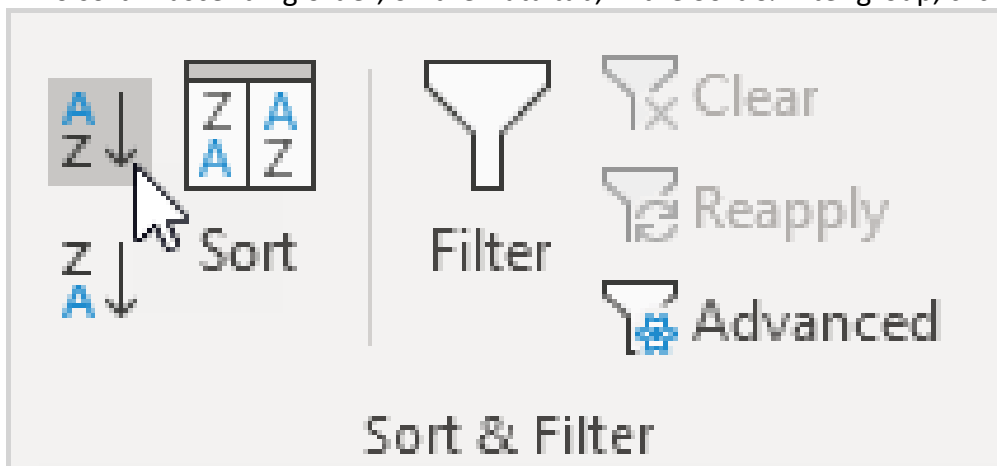 A Z
Z A
A Z
Z
A
Sort
Filter
Clear
Reapply
Advanced
Sort & Filter